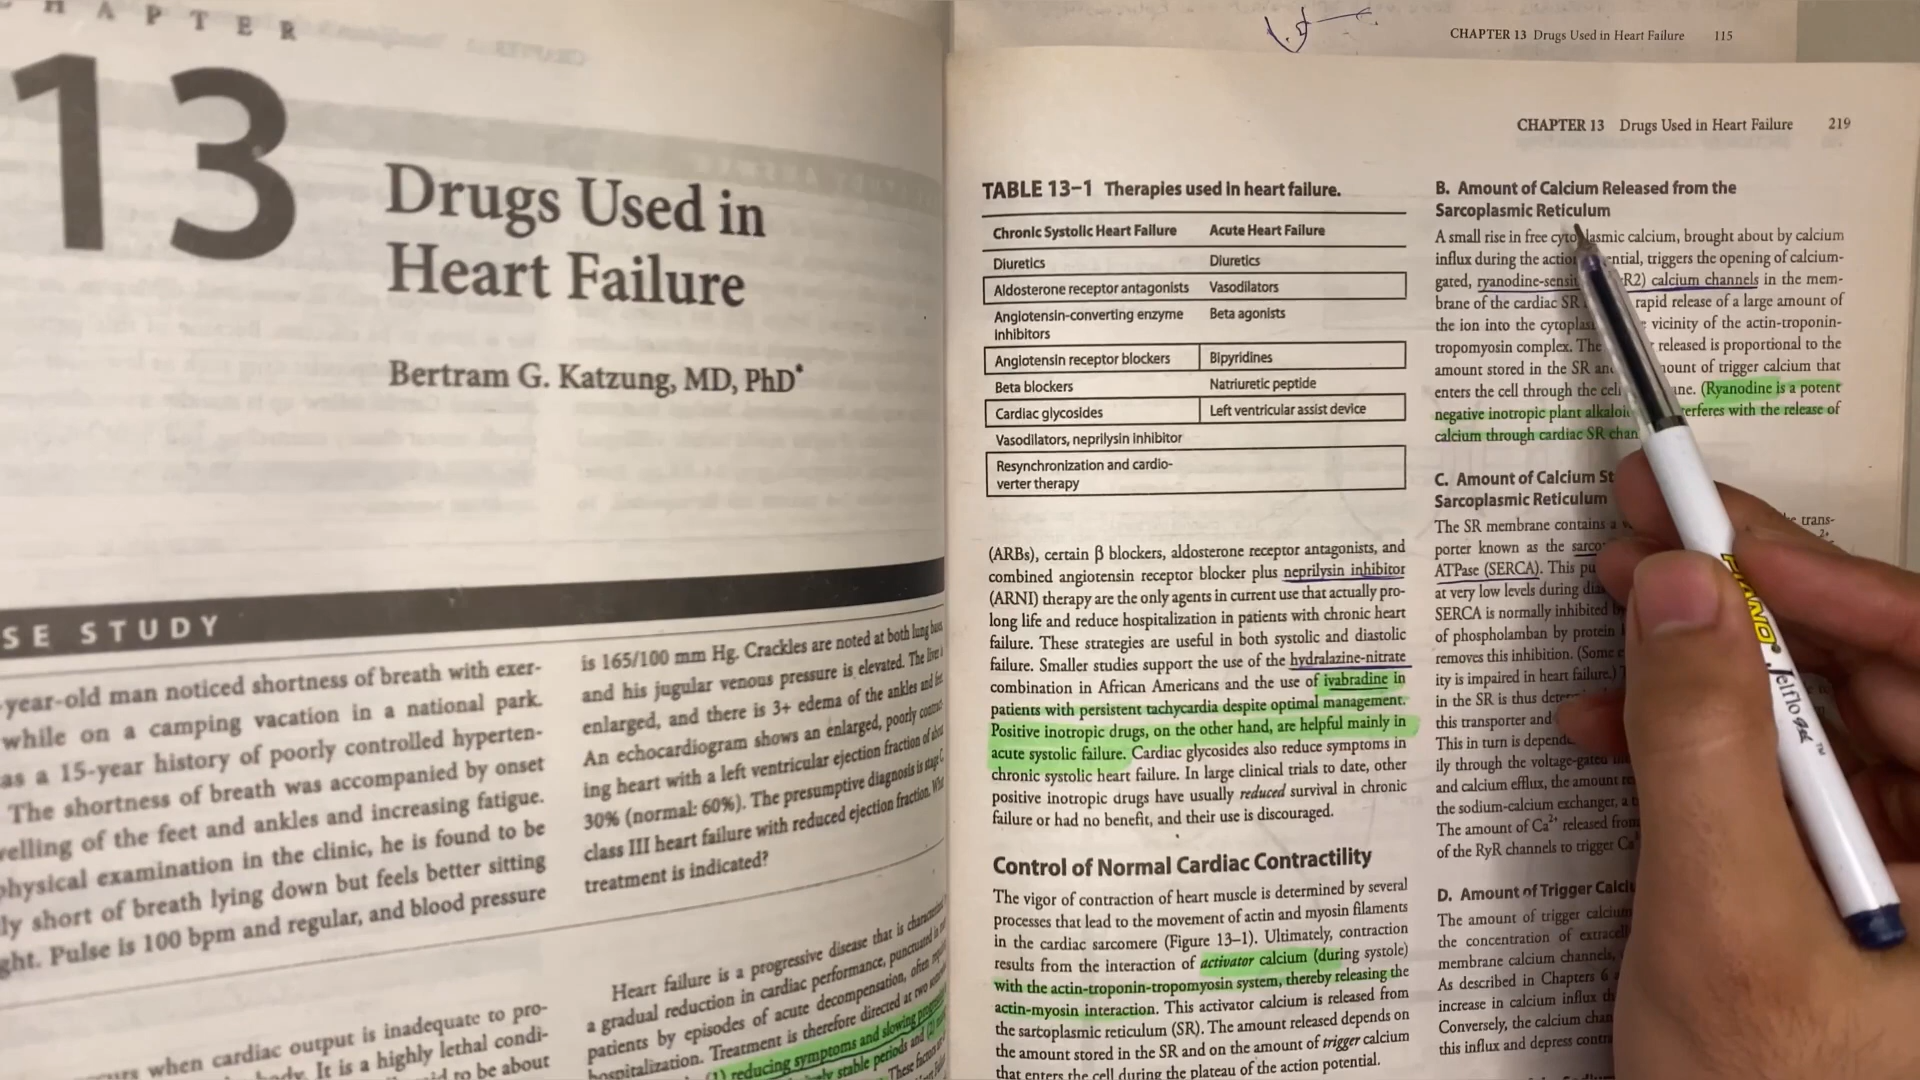 CHAPTER
13
Drugs Used in
Heart Failure
Bertram G. Katzung, MD, PhD*
SE STUDY
year-old man noticed shortness of breath with exer-
while on a camping vacation in a national park.
as a 15-year history of poorly controlled hyperten-
The shortness of breath was accompanied by onset
elling of the feet and ankles and increasing fatigue.
physical examination in the clinic, he is found to be
ly short of breath lying down but feels better sitting
ght. Pulse is 100 bpm and regular, and blood pressure
is 165/100 mm Hg. Crackles are noted at both lung bases,
and his jugular venous pressure is elevated. The liver is
enlarged, and there is 3+ edema of the ankles and feet.
An echocardiogram shows an enlarged, poorly contract-
ing heart with a left ventricular ejection fraction of about
30% (normal: 60%). The presumptive diagnosis is stage C,
class III heart failure with reduced ejection fraction. What
treatment is indicated?
when cardiac output is inadequate to pro-
body. It is a highly lethal condi-
to be about
Heart failure is a progressive disease that is characterized
a gradual reduction in cardiac performance, punctuated in
patients by episodes of acute decompensation, often requiring
hospitalization. Treatment is therefore directed at two
(1) reducing symptoms and slowing
stable periods and (2)
These factors
CHAPTER 13 Drugs Used in Heart Failure 115
CHAPTER 13 Drugs Used in Heart Failure 219
TABLE 13–1 Therapies used in heart failure.
Chronic Systolic Heart Failure Acute Heart Failure
Diuretics Diuretics
Aldosterone receptor antagonists Vasodilators
Angiotensin-converting enzyme Beta agonists
inhibitors
Angiotensin receptor blockers Bipyridines
Beta blockers Natriuretic peptide
Cardiac glycosides Left ventricular assist device
Vasodilators, neprilysin inhibitor
Resynchronization and cardio-
verter therapy
(ARBs), certain β blockers, aldosterone receptor antagonists, and
combined angiotensin receptor blocker plus neprilysin inhibitor
(ARNI) therapy are the only agents in current use that actually pro-
long life and reduce hospitalization in patients with chronic heart
failure. These strategies are useful in both systolic and diastolic
failure. Smaller studies support the use of the hydralazine-nitrate
combination in African Americans and the use of ivabradine in
patients with persistent tachycardia despite optimal management.
Positive inotropic drugs, on the other hand, are helpful mainly in
acute systolic failure. Cardiac glycosides also reduce symptoms in
chronic systolic heart failure. In large clinical trials to date, other
positive inotropic drugs have usually reduced survival in chronic
failure or had no benefit, and their use is discouraged.
Control of Normal Cardiac Contractility
The vigor of contraction of heart muscle is determined by several
processes that lead to the movement of actin and myosin filaments
in the cardiac sarcomere (Figure 13–1). Ultimately, contraction
results from the interaction of activator calcium (during systole)
with the actin-troponin-tropomyosin system, thereby releasing the
actin-myosin interaction. This activator calcium is released from
the sarcoplasmic reticulum (SR). The amount released depends on
the amount stored in the SR and on the amount of trigger calcium
that enters the cell during the plateau of the action potential.
B. Amount of Calcium Released from the
Sarcoplasmic Reticulum
A small rise in free cytoplasmic calcium, brought about by calcium
influx during the action ential, triggers the opening of calcium-
gated, ryanodine-sensit R2) calcium channels in the mem-
brane of the cardiac SR rapid release of a large amount of
the ion into the cytoplas vicinity of the actin-troponin-
tropomyosin complex. The released is proportional to the
amount stored in the SR and ount of trigger calcium that
enters the cell through the cell ane. (Ryanodine is a potent
negative inotropic plant alkaloid erferes with the release of
calcium through cardiac SR chan
C. Amount of Calcium St
Sarcoplasmic Reticulum
The SR membrane contains a trans-
porter known as the sarco 2+
ATPase (SERCA). This pu
at very low levels during dia
SERCA is normally inhibited b
of phospholamban by protein
removes this inhibition. (Some
ity is impaired in heart failure.)
in the SR is thus deter
this transporter and
This in turn is depend
ily through the voltage-gated
and calcium efflux, the amount re
the sodium-calcium exchanger, a
The amount of Ca2+ released from
of the RyR channels to trigger Ca
D. Amount of Trigger Calci
The amount of trigger calcium
the concentration of extracell
membrane calcium channels,
As described in Chapters 6
increase in calcium influx th
Conversely, the calcium chan
this influx and depress contra
PIANO
Jelflo gel ™